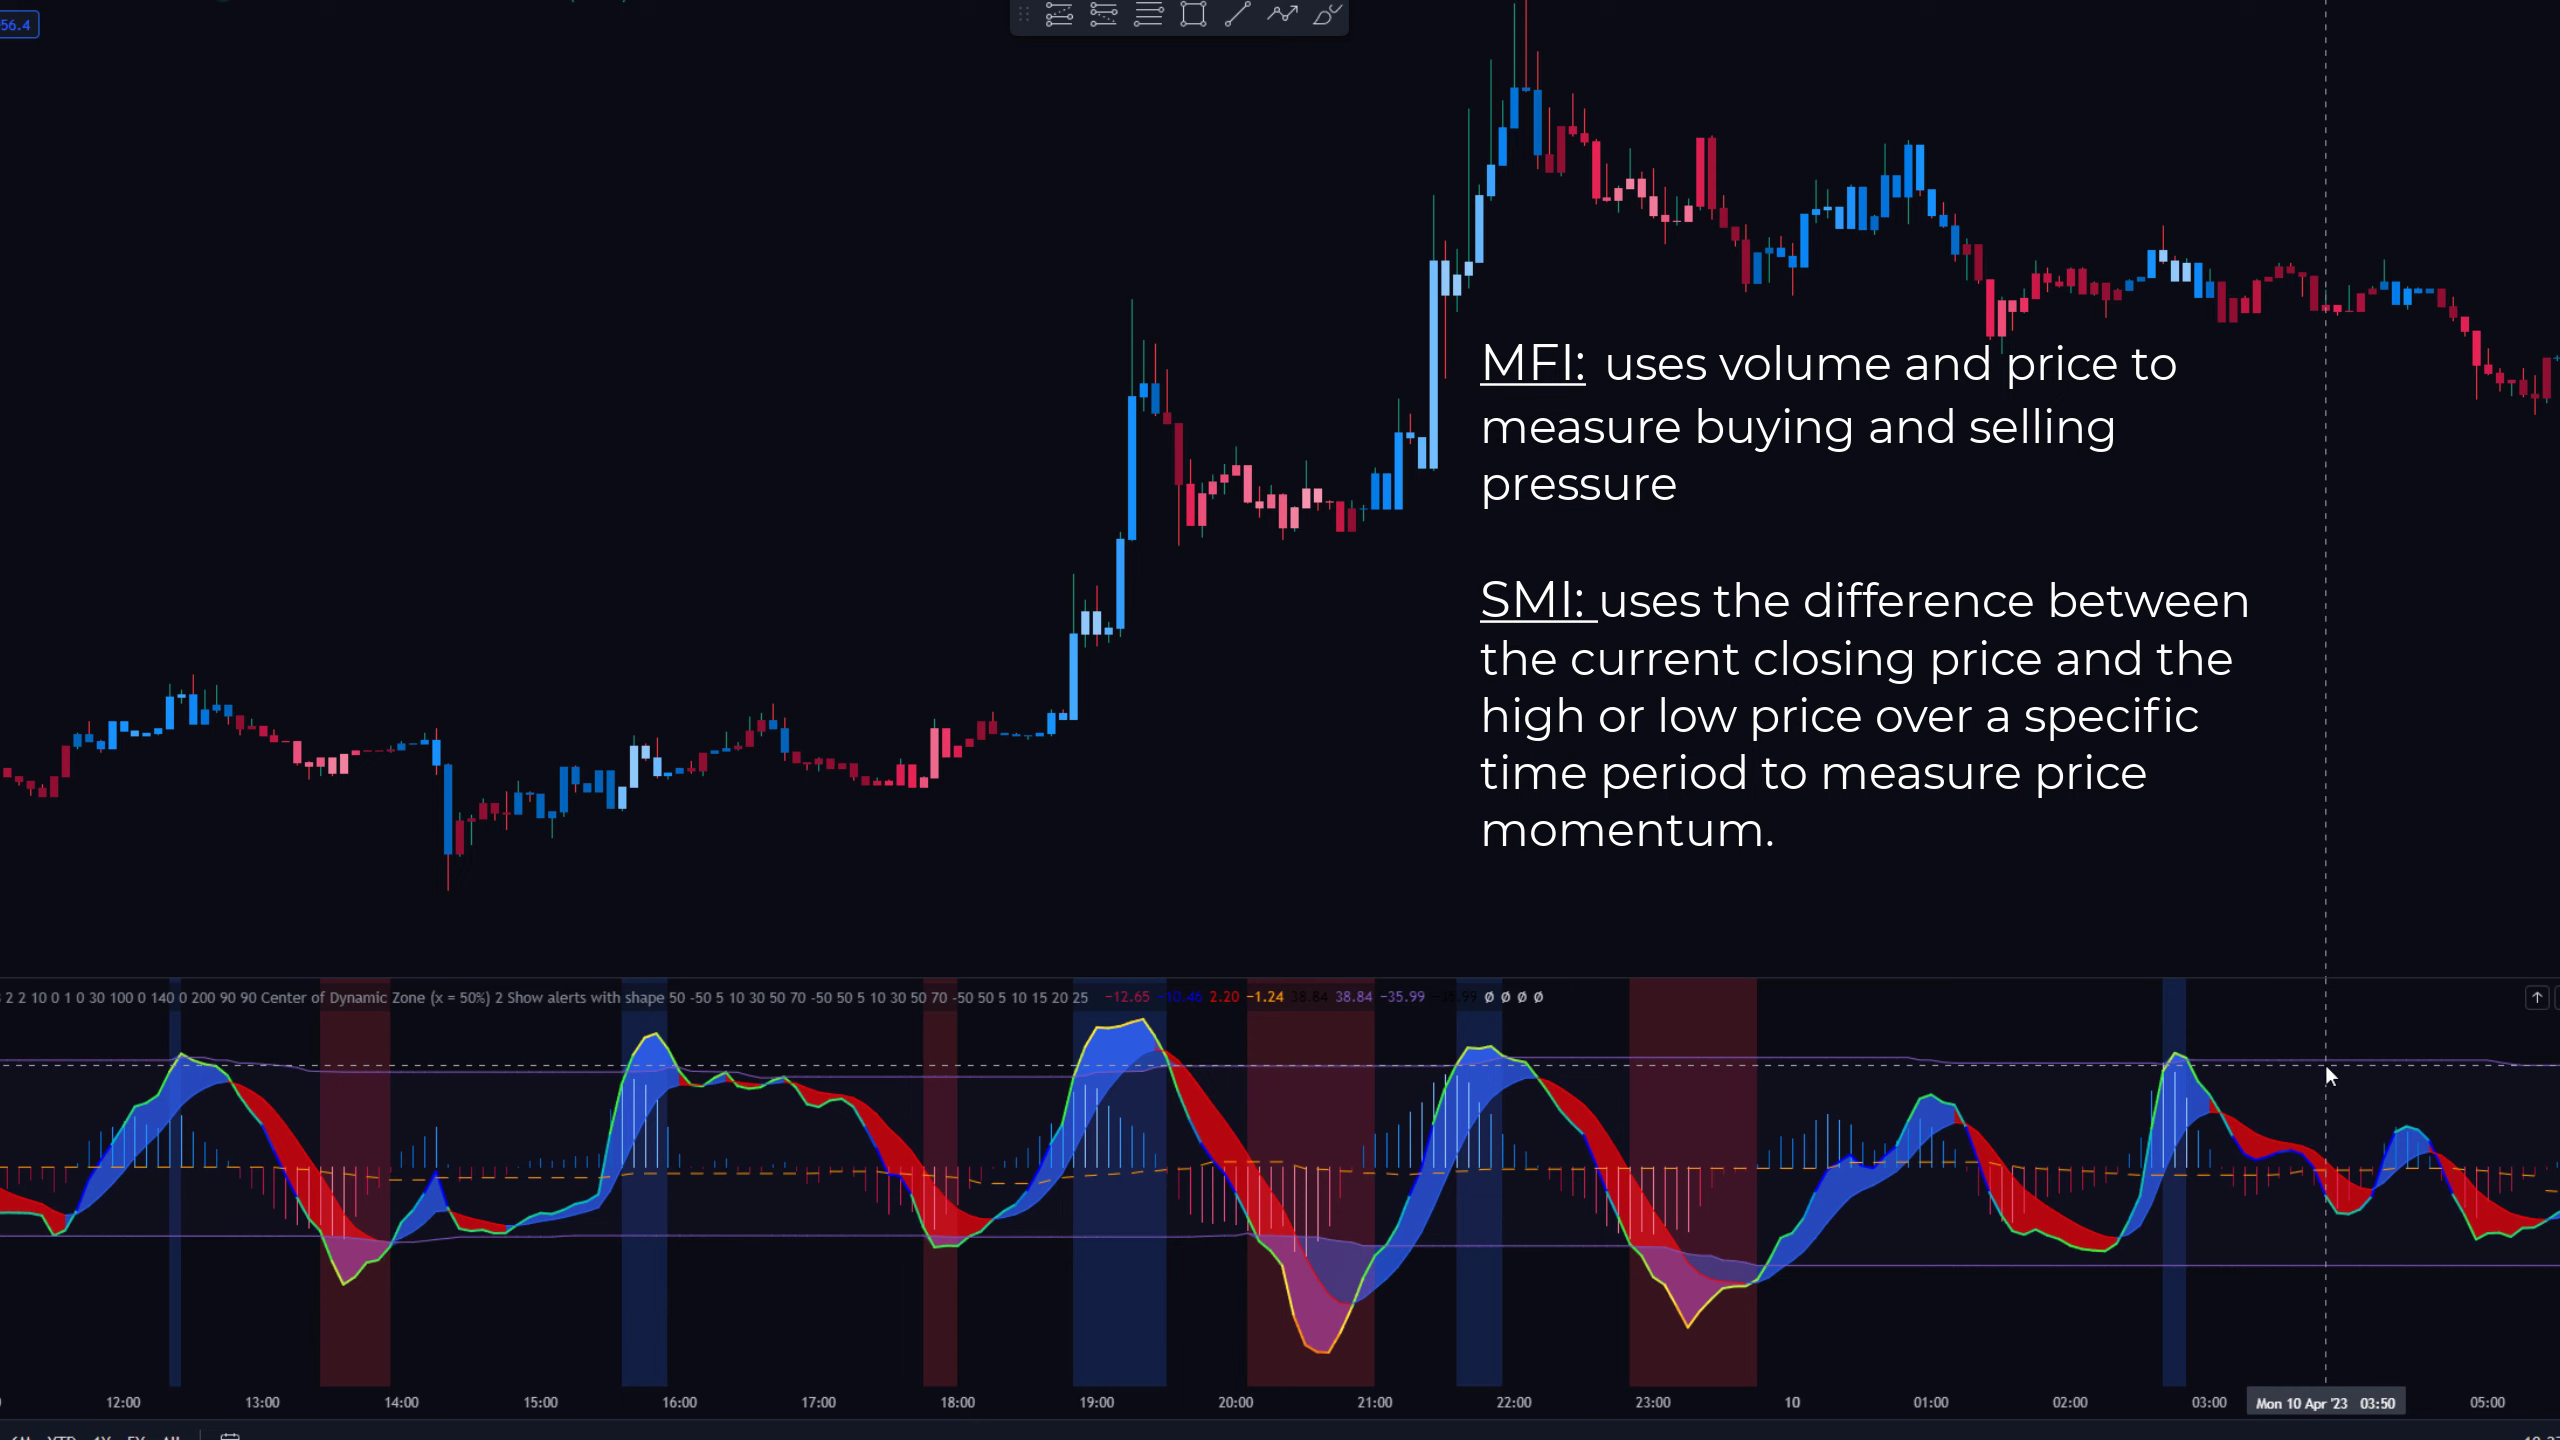 56.4
MFI: uses volume and price to
measure buying and selling
pressure
SMI: uses the difference between
the current closing price and the
high or low price over a specific
time period to measure price
momentum.
2 2 10 0 1 0 30 100 0 140 0 200 90 90 Center of Dynamic Zone (x = 50%) 2 Show alerts with shape 50 -50 5 10 30 50 70 -50 50 5 10 30 50 70 -50 50 5 10 15 20 25 −12.65 −10.46 2.20 −1.24 38.84 38.84 −35.99 −35.99 Ø Ø Ø Ø
12:00 13:00 14:00 15:00 16:00 17:00 18:00 19:00 20:00 21:00 22:00 23:00 10 01:00 02:00 03:00 Mon 10 Apr '23 03:50 05:00